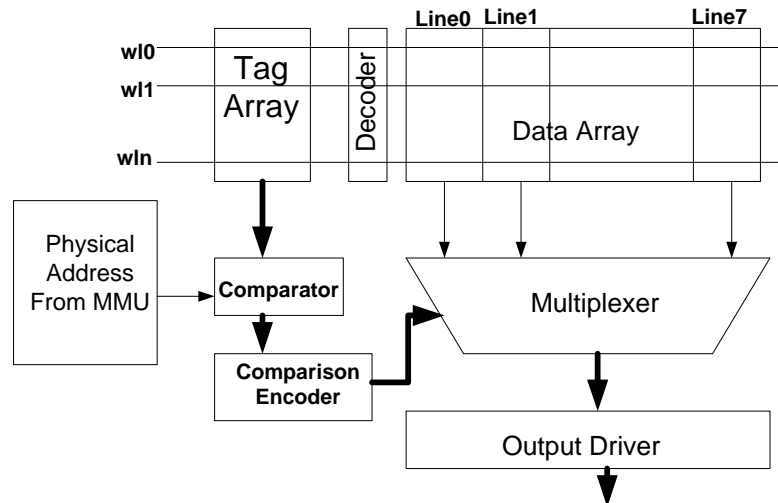 Line0 Line1 Line7
wl0
wl1
wln
Tag
Array
Decoder
Data Array
Physical
Address
From MMU
Comparator
Multiplexer
Comparison
Encoder
Output Driver